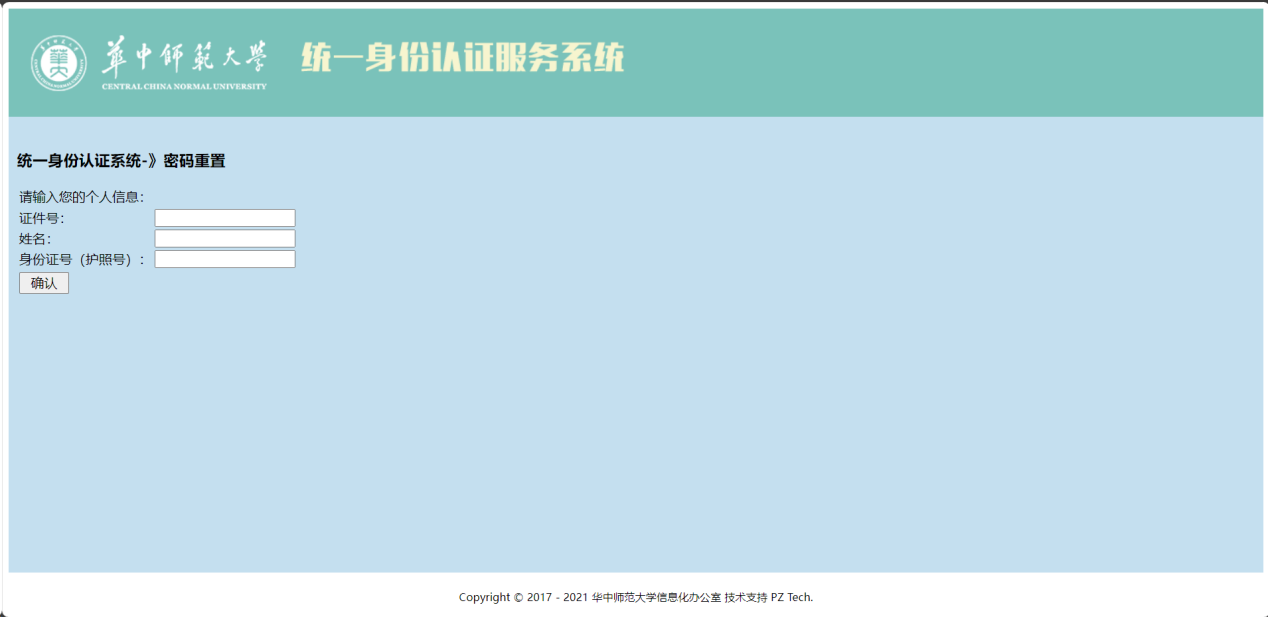 華中師範大學
CENTRAL CHINA NORMAL UNIVERSITY
统一身份认证服务系统
统一身份认证系统-》密码重置
请输入您的个人信息：
证件号：
姓名：
身份证号（护照号）：
确认
Copyright © 2017 - 2021 华中师范大学信息化办公室 技术支持 PZ Tech.